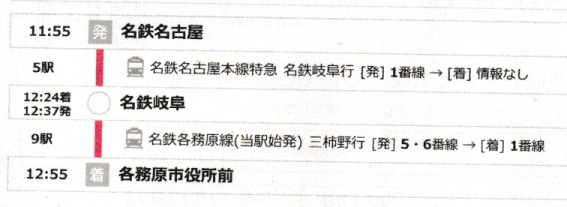 11:55 発 名鉄名古屋
5駅 名鉄名古屋本線特急 名鉄岐阜行 [発] 1番線 → [着] 情報なし
12:24着
12:37発 名鉄岐阜
9駅 名鉄各務原線(当駅始発) 三柿野行 [発] 5・6番線 → [着] 1番線
12:55 着 各務原市役所前